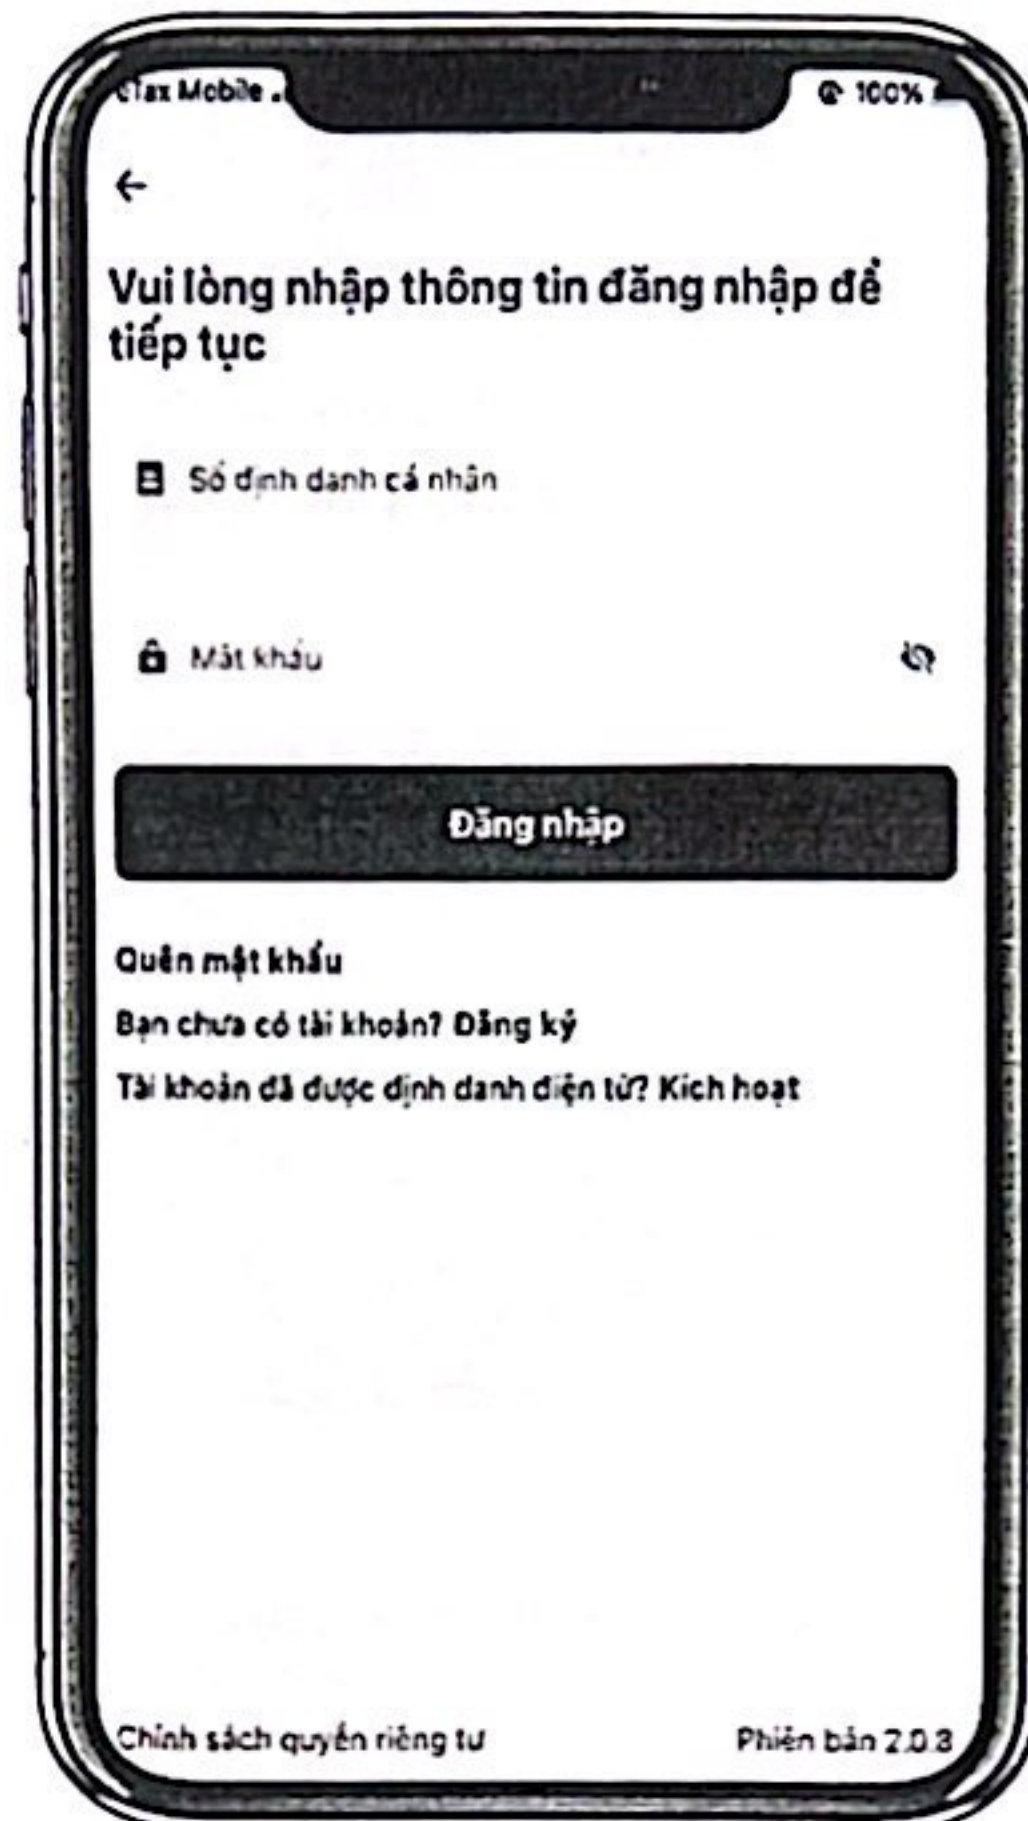 eTax Mobile ..
100%
Vui lòng nhập thông tin đăng nhập để
tiếp tục
Số định danh cá nhân
Mật khẩu
Đăng nhập
Quên mật khẩu
Bạn chưa có tài khoản? Đăng ký
Tài khoản đã được định danh điện tử? Kích hoạt
Chính sách quyền riêng tư
Phiên bản 2.0.3